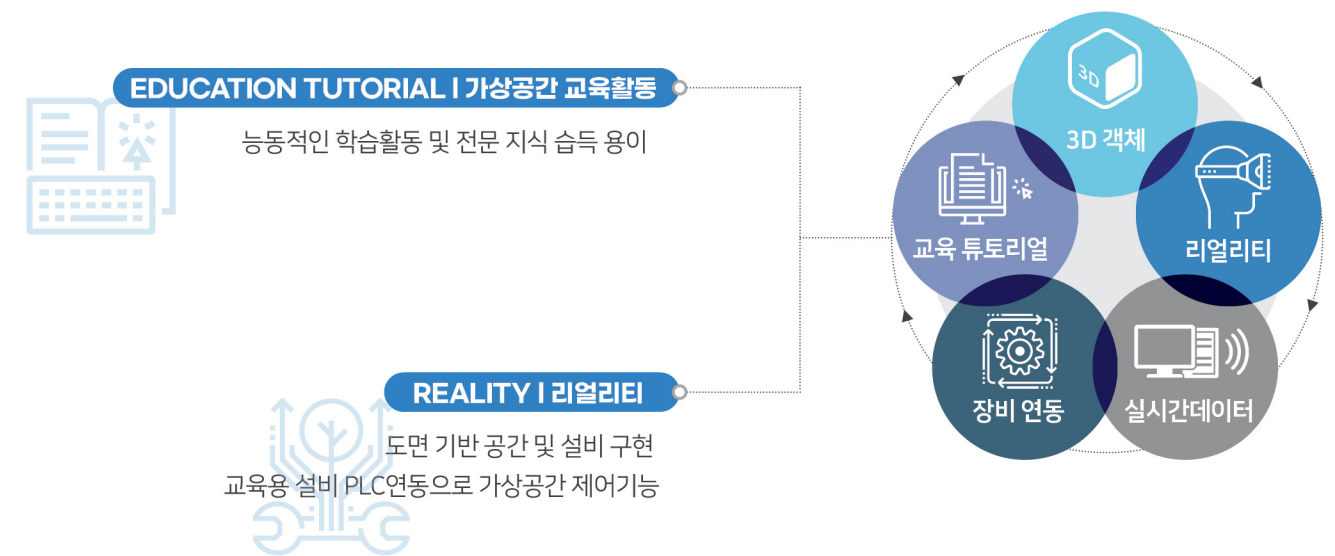 EDUCATION TUTORIAL I 가상공간 교육활동
능동적인 학습활동 및 전문 지식 습득 용이
REALITY I 리얼리티
도면 기반 공간 및 설비 구현
교육용 설비 PLC연동으로 가상공간 제어기능
3D
3D 객체
교육 튜토리얼
리얼리티
장비 연동
실시간데이터